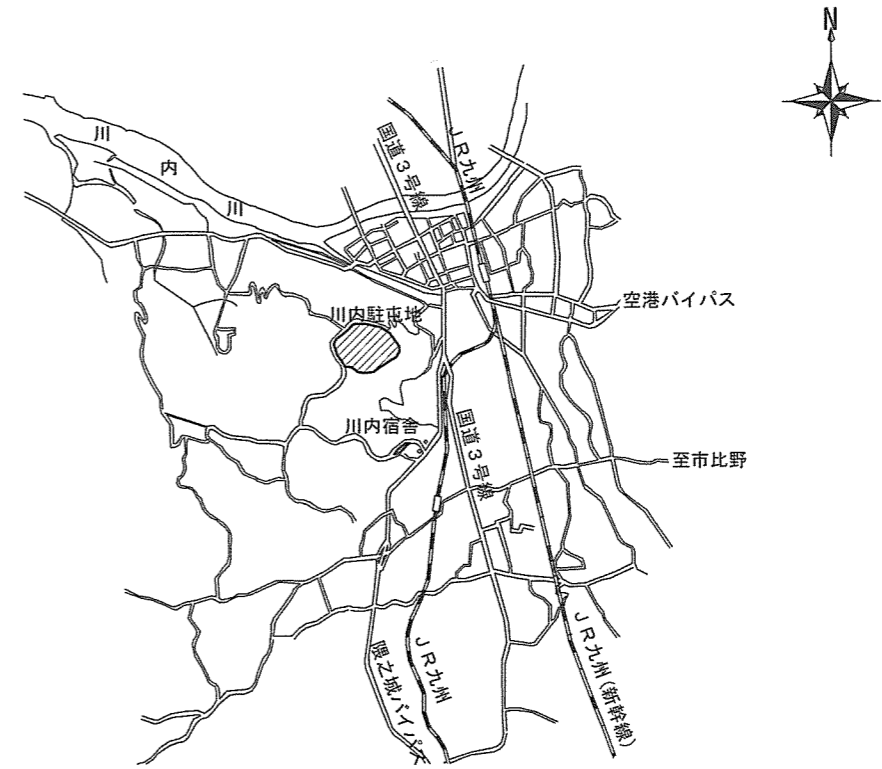 N
川内川
国道3号線
JR九州
空港バイパス
川内駐屯地
川内宿舎
国道3号線
至市比野
隈之城バイパス
JR九州
JR九州(新幹線)